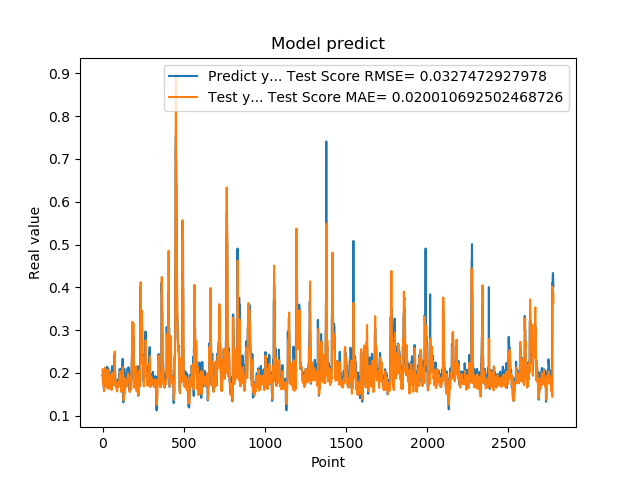 Model predict
Predict y... Test Score RMSE= 0.0327472927978
Test y... Test Score MAE= 0.020010692502468726
0.9
0.8
0.7
0.6
0.5
0.4
0.3
0.2
0.1
Real value
0 500 1000 1500 2000 2500
Point